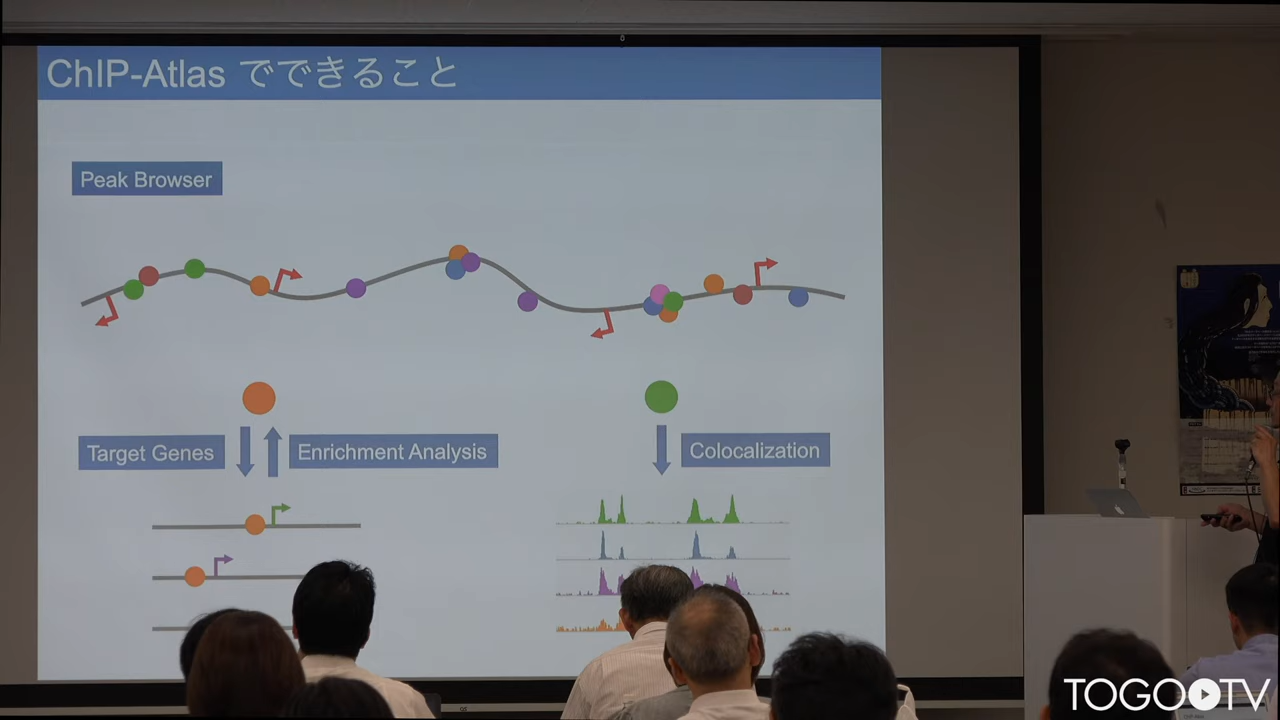 ChIP-Atlas でできること
Peak Browser
Target Genes
Enrichment Analysis
Colocalization
TOGO TV